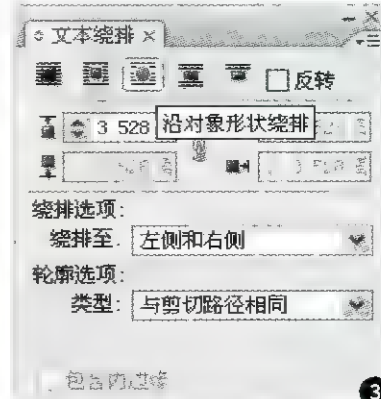 文本绕排 ×
反转
3 528 沿对象形状绕排
绕排选项:
绕排至: 左侧和右侧
轮廓选项:
类型: 与剪切路径相同
3